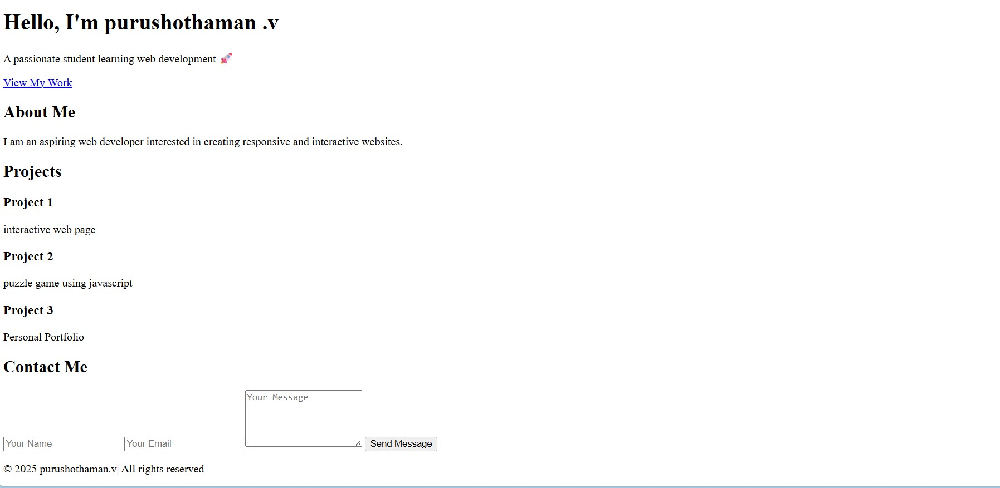 Hello, I'm purushothaman .v
A passionate student learning web development 🚀
View My Work
About Me
I am an aspiring web developer interested in creating responsive and interactive websites.
Projects
Project 1
interactive web page
Project 2
puzzle game using javascript
Project 3
Personal Portfolio
Contact Me
Your Name Your Email Your Message Send Message
© 2025 purushothaman.v| All rights reserved